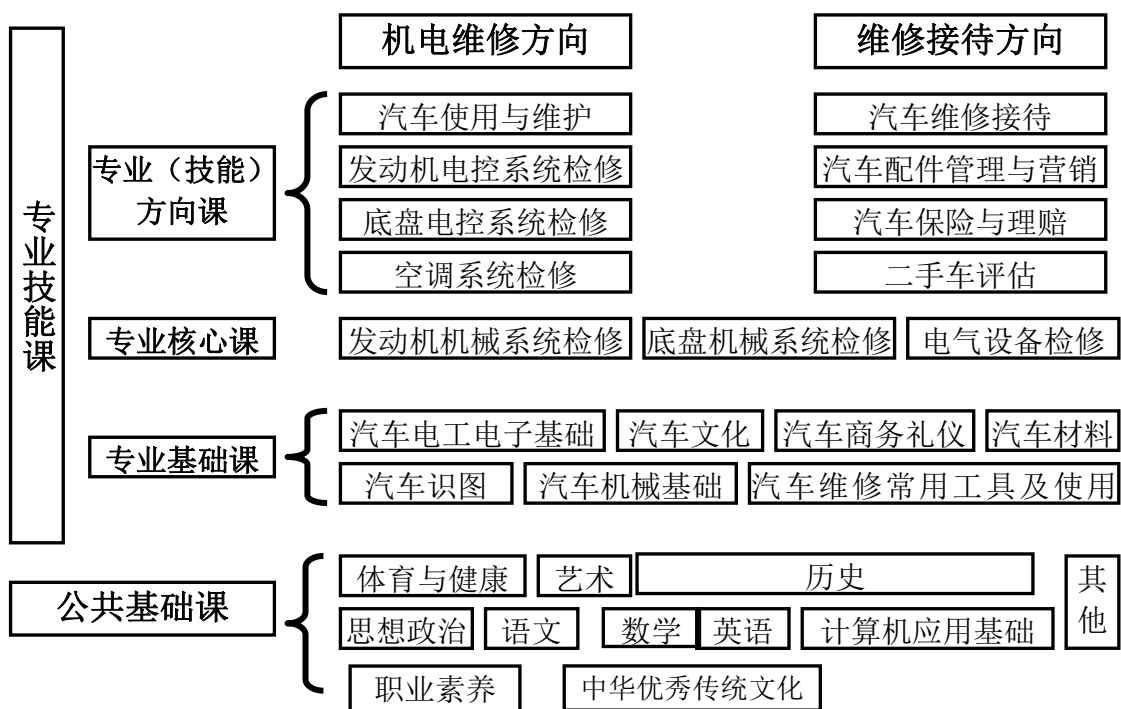 机电维修方向 维修接待方向
汽车使用与维护 汽车维修接待
专业（技能）方向课
发动机电控系统检修 汽车配件管理与营销
底盘电控系统检修 汽车保险与理赔
空调系统检修 二手车评估
专业技能课
专业核心课 发动机机械系统检修 底盘机械系统检修 电气设备检修
专业基础课
汽车电工电子基础 汽车文化 汽车商务礼仪 汽车材料
汽车识图 汽车机械基础 汽车维修常用工具及使用
公共基础课
体育与健康 艺术 历史 其他
思想政治 语文 数学 英语 计算机应用基础
职业素养 中华优秀传统文化